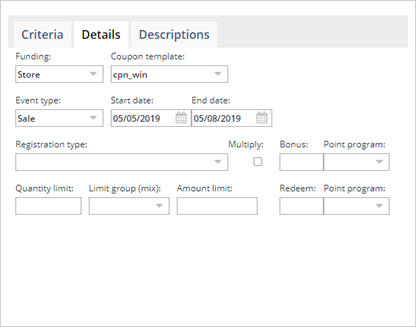 Criteria Details Descriptions
Funding: Coupon template:
Store cpn_win
Event type: Start date: End date:
Sale 05/05/2019 05/08/2019
Registration type: Multiply: Bonus: Point program:
Quantity limit: Limit group (mix): Amount limit: Redeem: Point program: